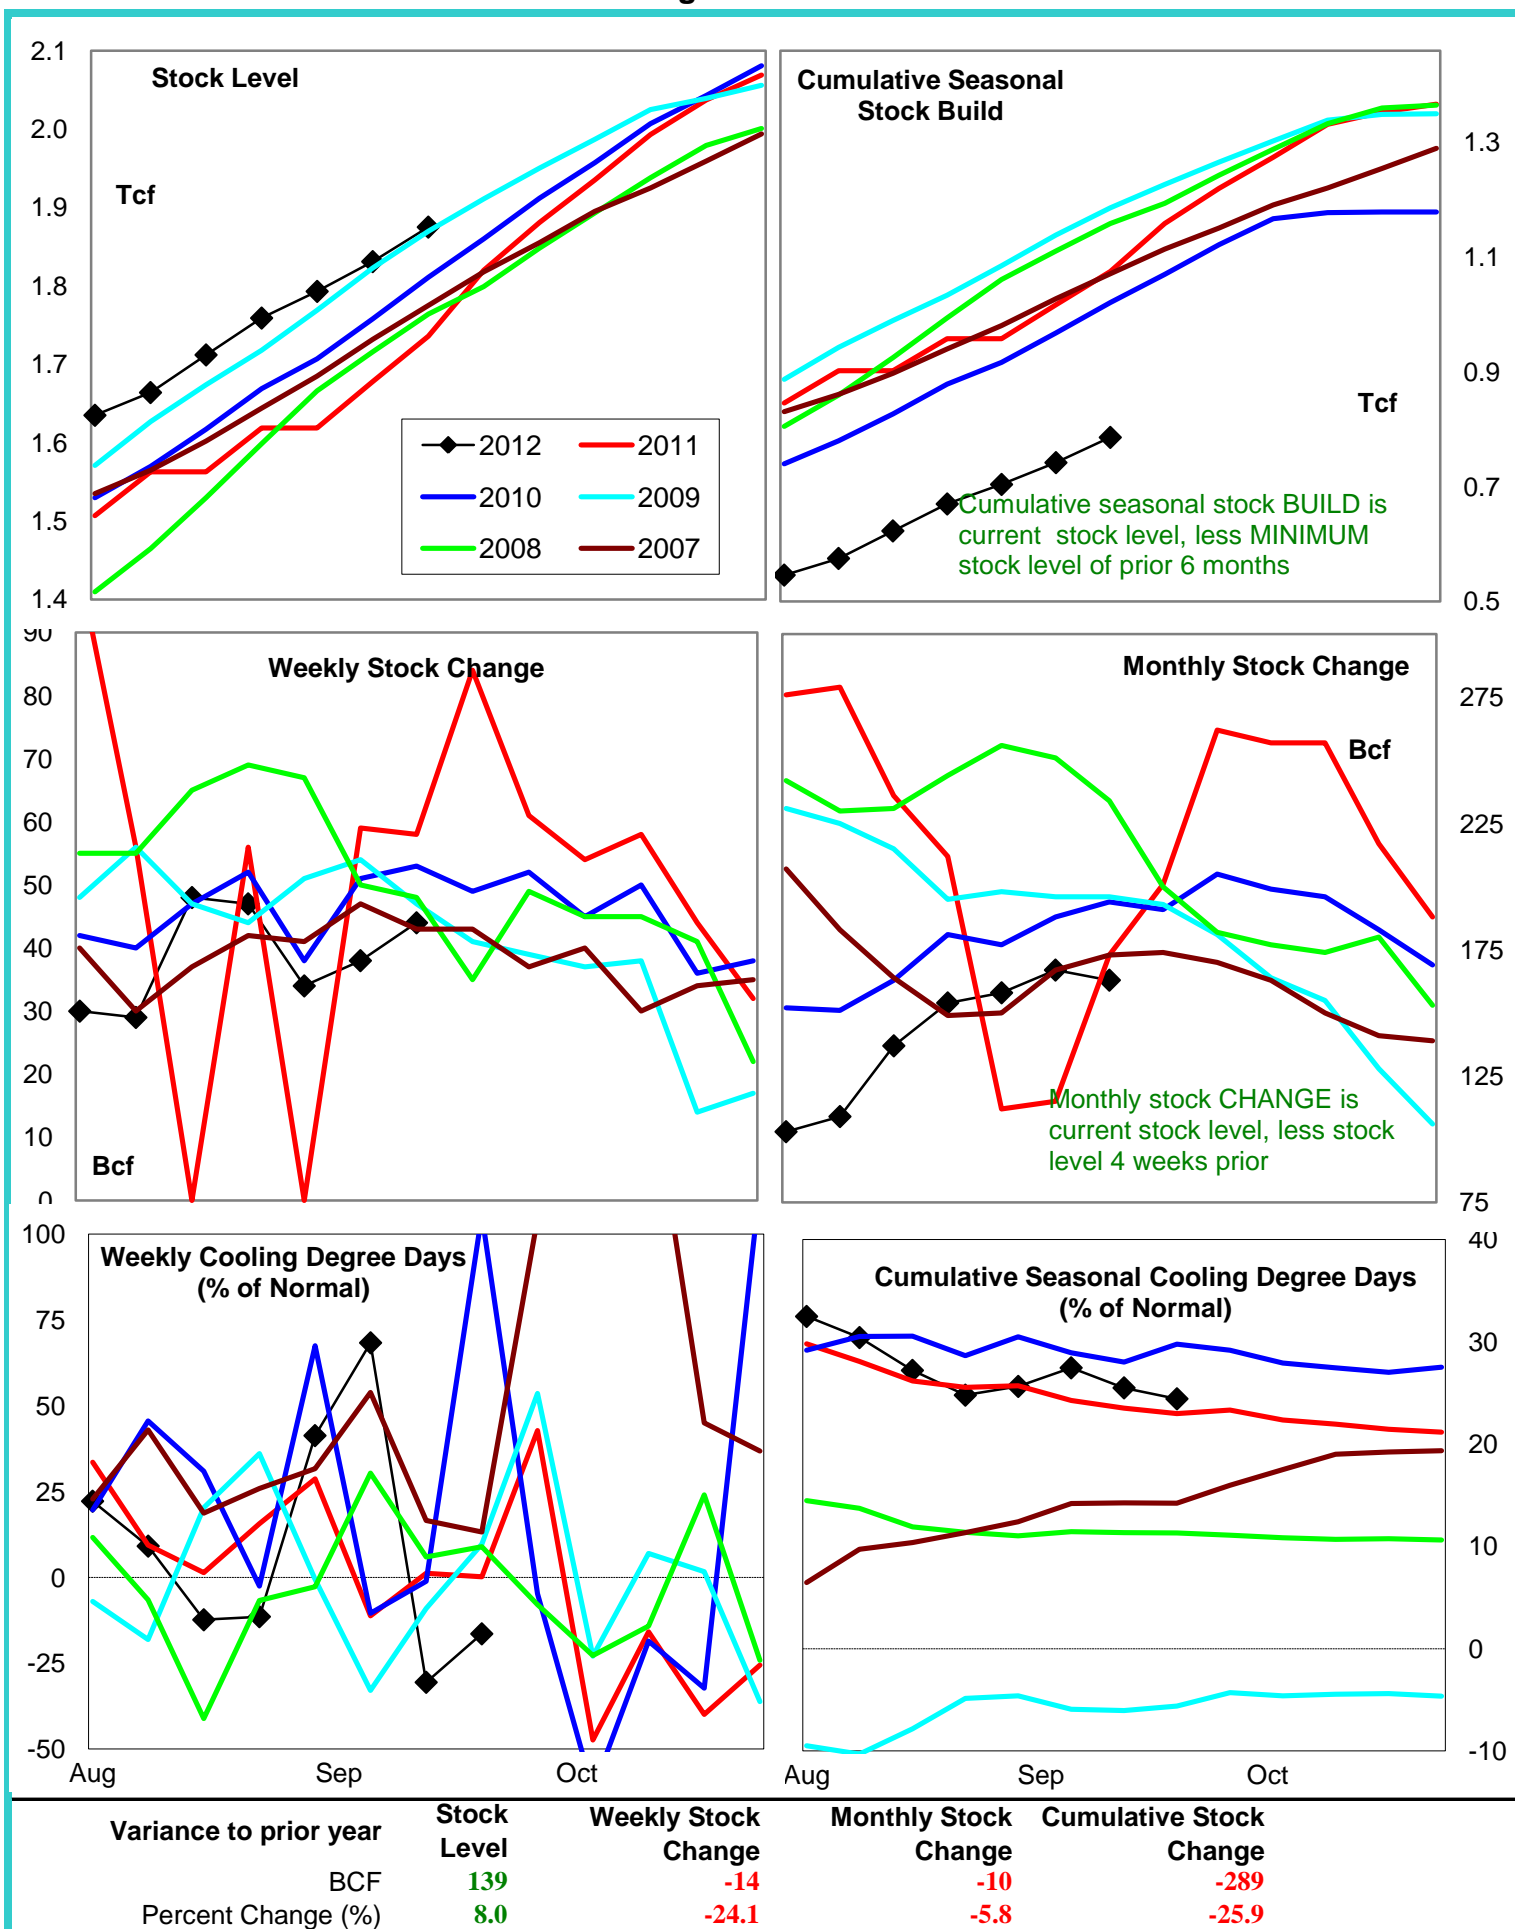 Stock Level
Tcf
2.1
2.0
1.9
1.8
1.7
1.6
1.5
1.4
2012
2011
2010
2009
2008
2007
Cumulative Seasonal
Stock Build
1.3
1.1
0.9
0.7
0.5
Tcf
Cumulative seasonal stock BUILD is
current stock level, less MINIMUM
stock level of prior 6 months
Weekly Stock Change
90
80
70
60
50
40
30
20
10
0
Bcf
Monthly Stock Change
275
225
175
125
75
Bcf
Monthly stock CHANGE is
current stock level, less stock
level 4 weeks prior
Weekly Cooling Degree Days
(% of Normal)
100
75
50
25
0
-25
-50
Aug Sep Oct
Cumulative Seasonal Cooling Degree Days
(% of Normal)
40
30
20
10
0
-10
Aug Sep Oct
Variance to prior year
Stock
Level
Weekly Stock
Change
Monthly Stock
Change
Cumulative Stock
Change
BCF 139 -14 -10 -289
Percent Change (%) 8.0 -24.1 -5.8 -25.9